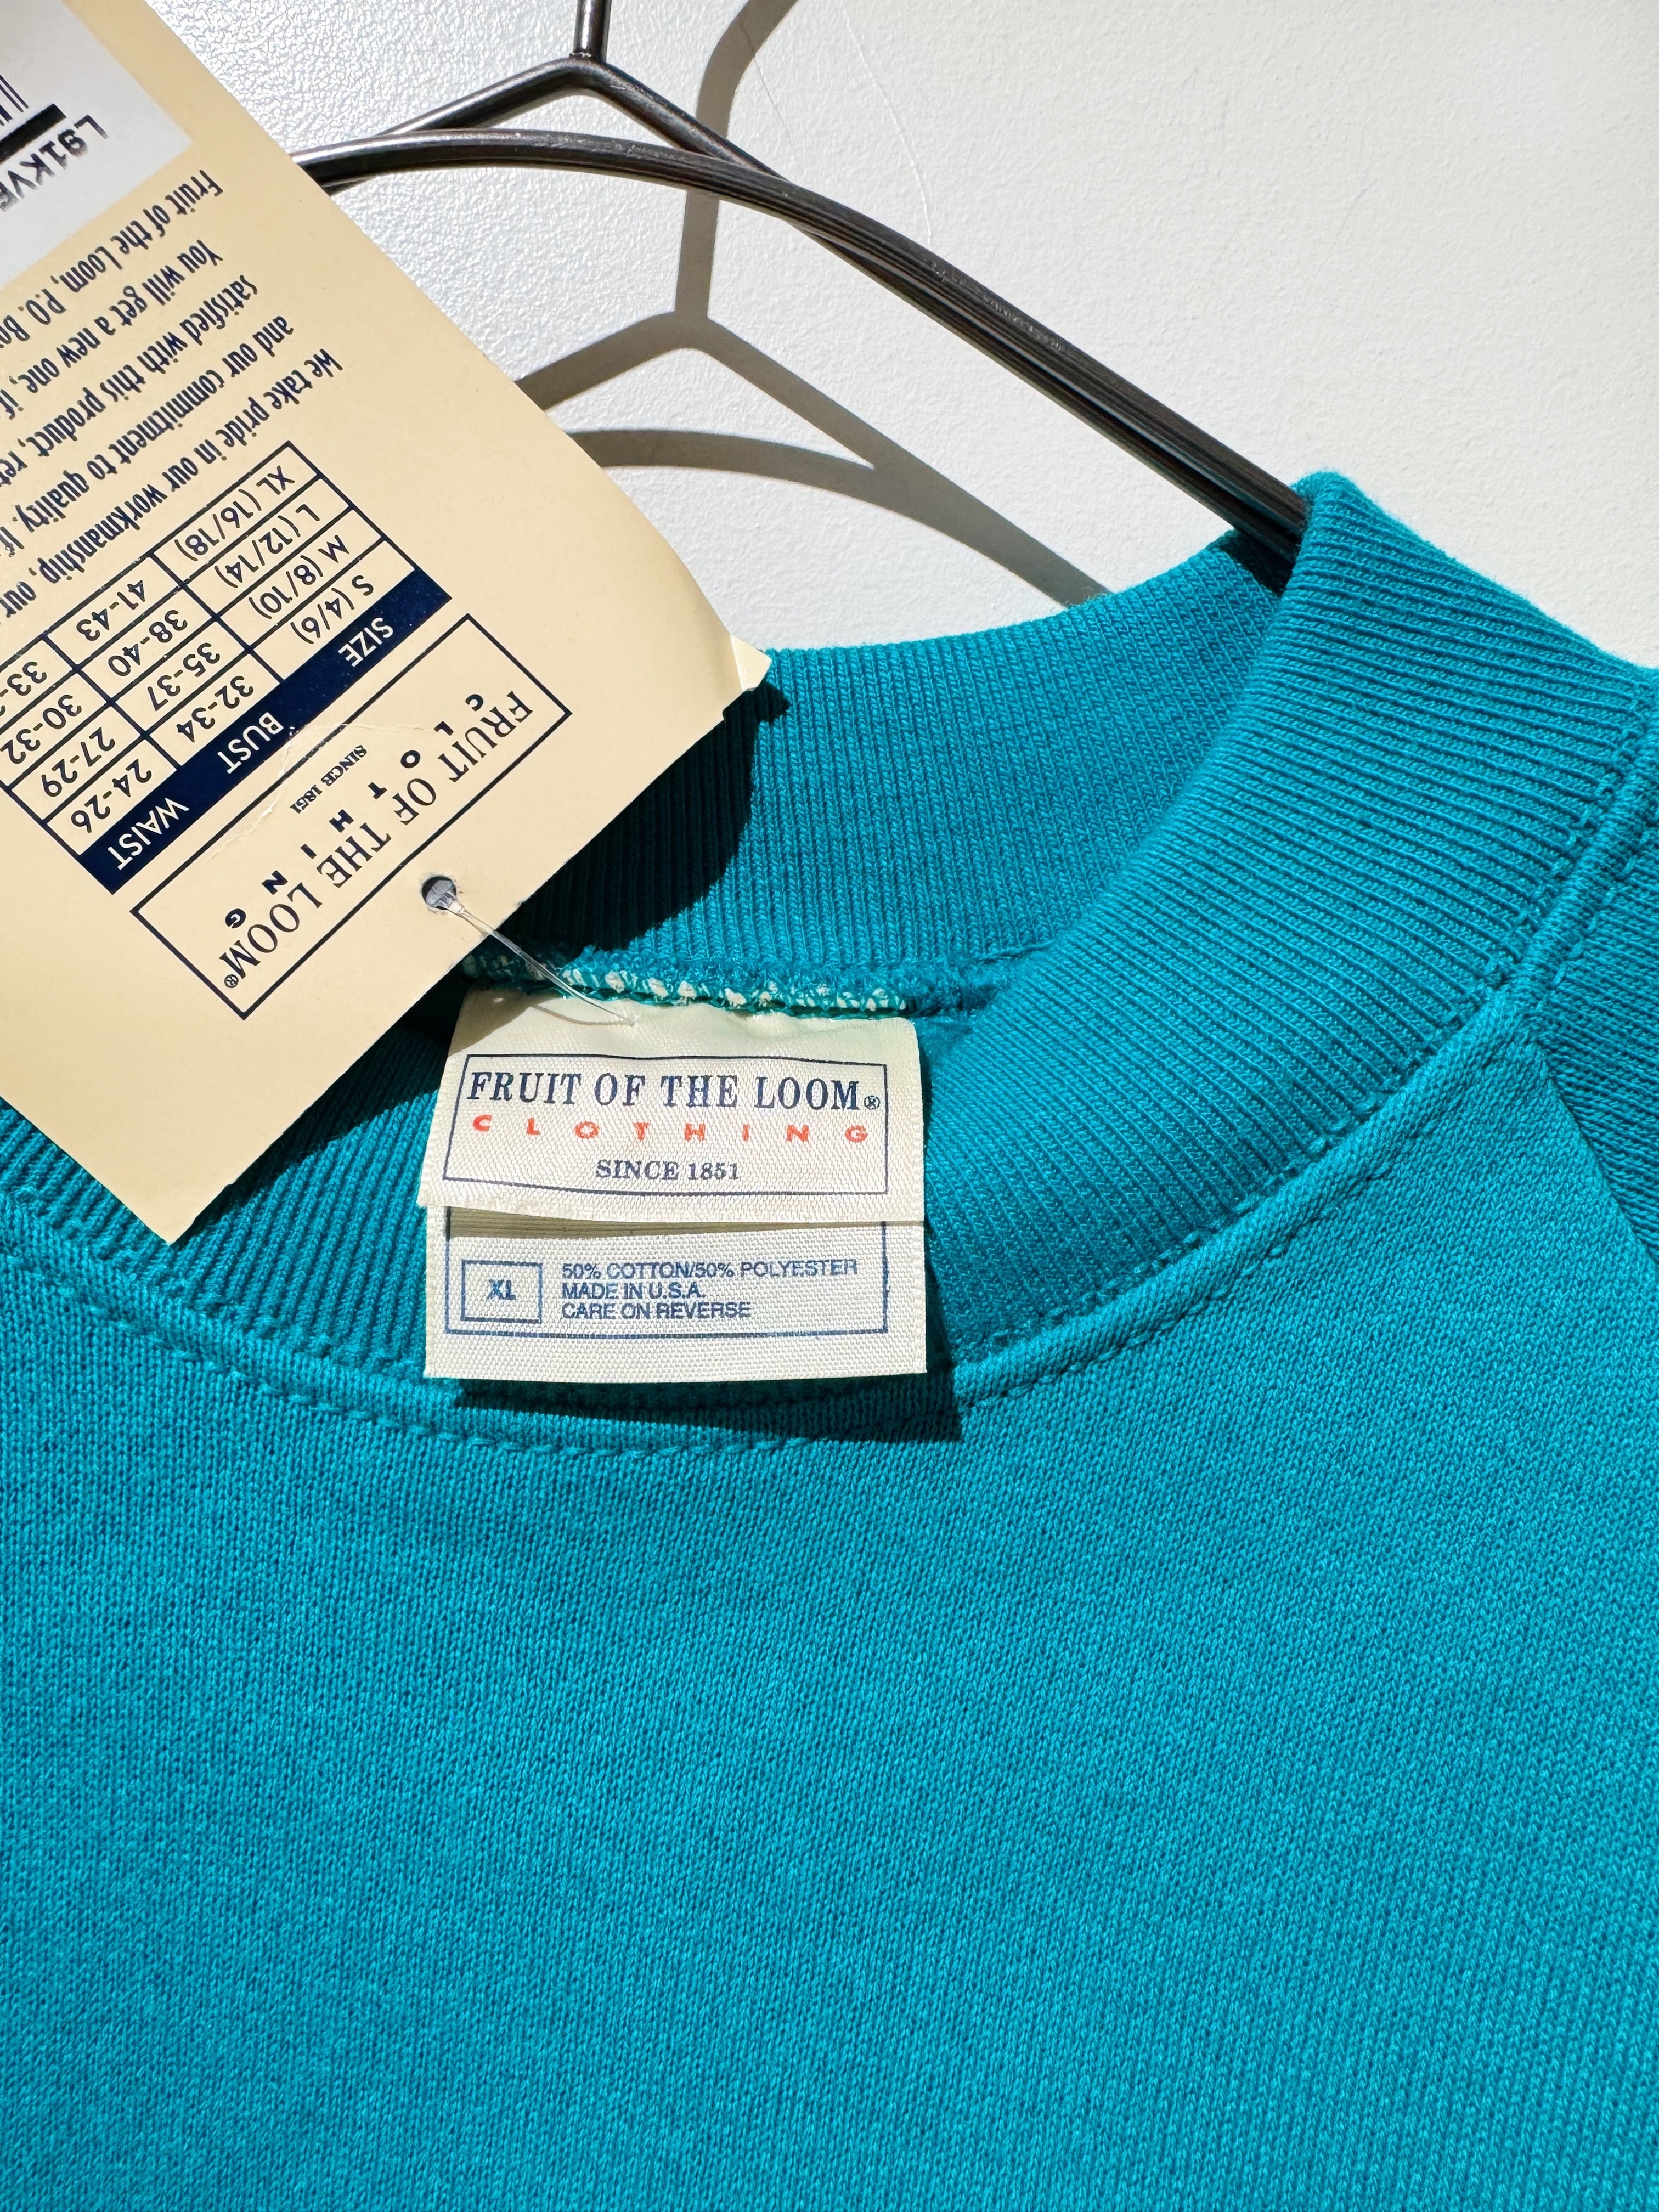 FRUIT OF THE LOOM®
CLOTHING
SINCE 1851
XL
50% COTTON/50% POLYESTER
MADE IN U.S.A.
CARE ON REVERSE
FRUIT OF THE LOOM®
CLOTHING
SINCE 1851
SIZE BUST WAIST
S (4/6) 32-34 24-26
M (8/10) 35-37 27-29
L (12/14) 38-40 30-32
XL (16/18) 41-43
We take pride in our workmanship, our
and our commitment to quality. If
satisfied with this product,
You will get a new one, if
Fruit of the Loom, P.O.